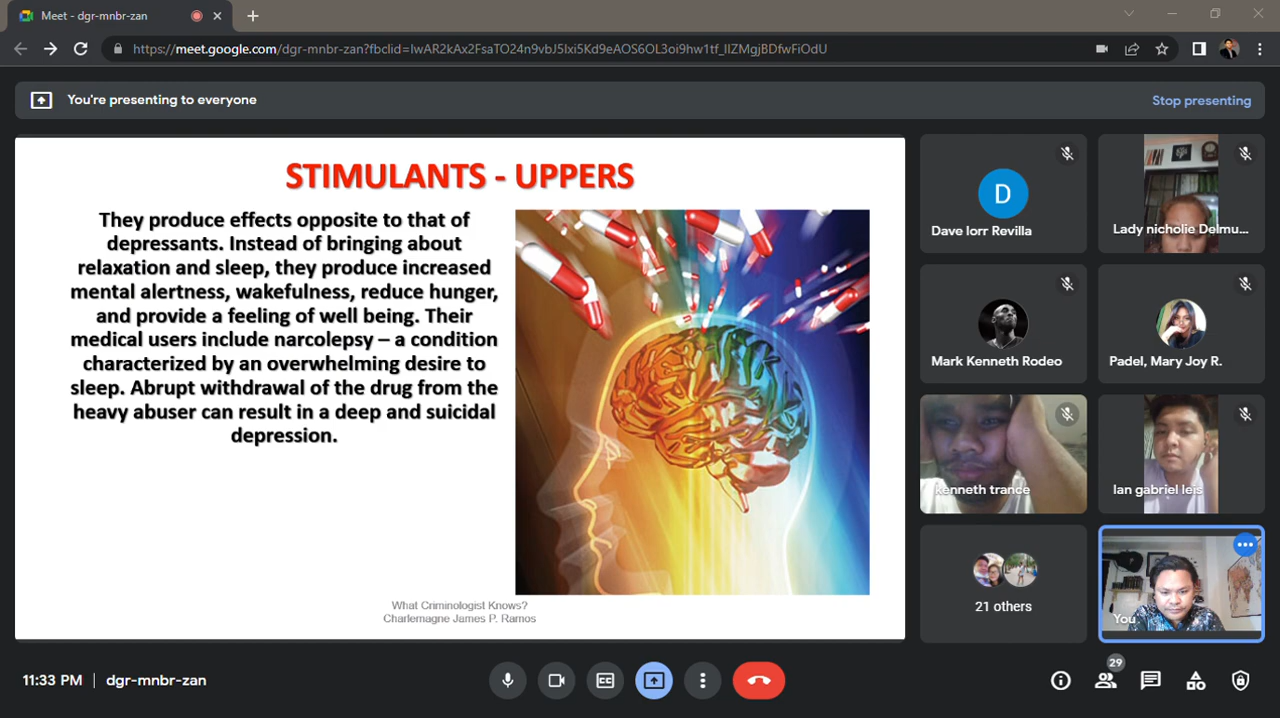 Meet - dgr-mnbr-zan
https://meet.google.com/dgr-mnbr-zan?fbclid=IwAR2kAx2FsaTO24n9vbJ5lxi5Kd9eAOS6OL3oi9hw1tf_IIZMgjBDfwFiOdU
You're presenting to everyone
Stop presenting
STIMULANTS - UPPERS
They produce effects opposite to that of
depressants. Instead of bringing about
relaxation and sleep, they produce increased
mental alertness, wakefulness, reduce hunger,
and provide a feeling of well being. Their
medical users include narcolepsy – a condition
characterized by an overwhelming desire to
sleep. Abrupt withdrawal of the drug from the
heavy abuser can result in a deep and suicidal
depression.
What Criminologist Knows?
Charlemagne James P. Ramos
D
Dave lorr Revilla
Lady nicholie Delmu...
Mark Kenneth Rodeo
Padel, Mary Joy R.
kenneth trance
Ian gabriel leis
21 others
You
11:33 PM | dgr-mnbr-zan
29